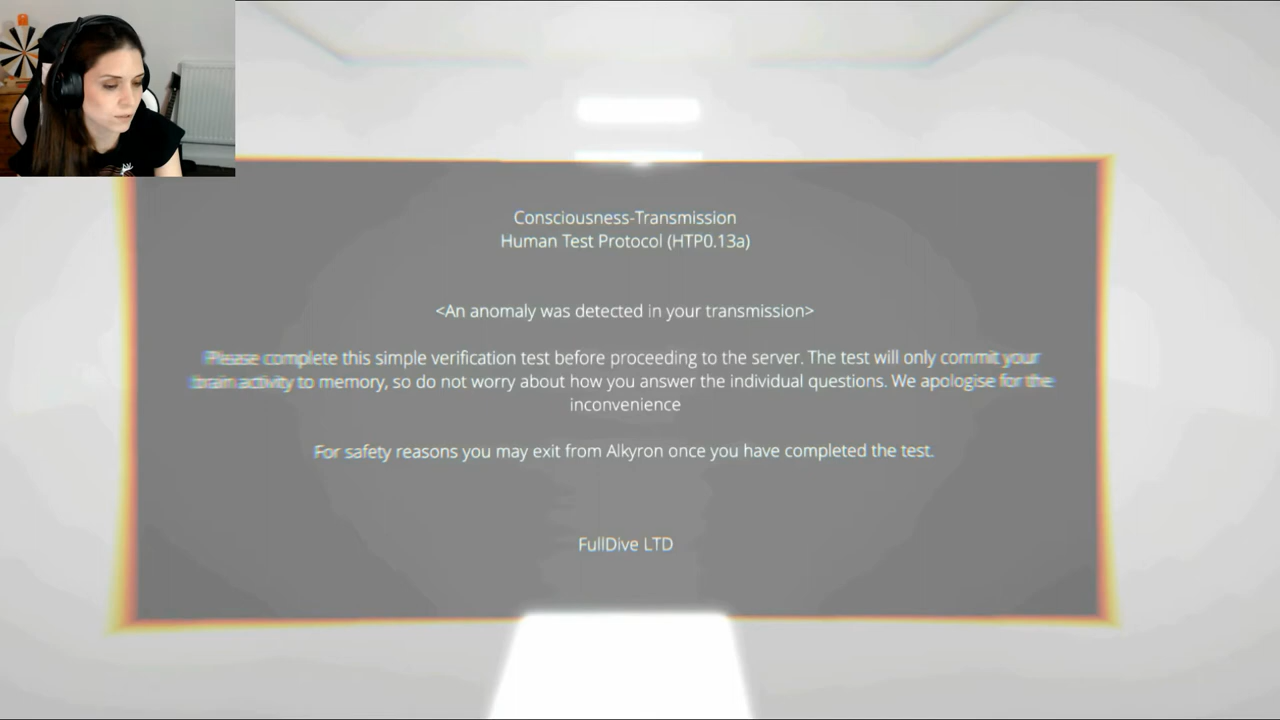 Consciousness-Transmission
Human Test Protocol (HTP0.13a)
<An anomaly was detected in your transmission>
Please complete this simple verification test before proceeding to the server. The test will only commit your
brain activity to memory, so do not worry about how you answer the individual questions. We apologise for the
inconvenience
For safety reasons you may exit from Alkyron once you have completed the test.
FullDive LTD